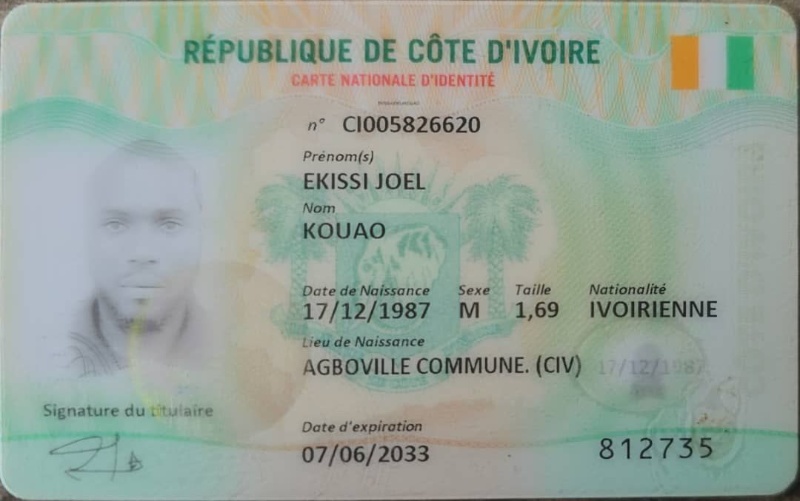 RÉPUBLIQUE DE CÔTE D'IVOIRE
CARTE NATIONALE D'IDENTITÉ
n° CI005826620
Prénom(s)
EKISSI JOEL
Nom
KOUAO
Date de Naissance Sexe Taille Nationalité
17/12/1987 M 1,69 IVOIRIENNE
Lieu de Naissance
AGBOVILLE COMMUNE. (CIV) 17/12/1987
Signature du titulaire
Date d'expiration
07/06/2033 812735